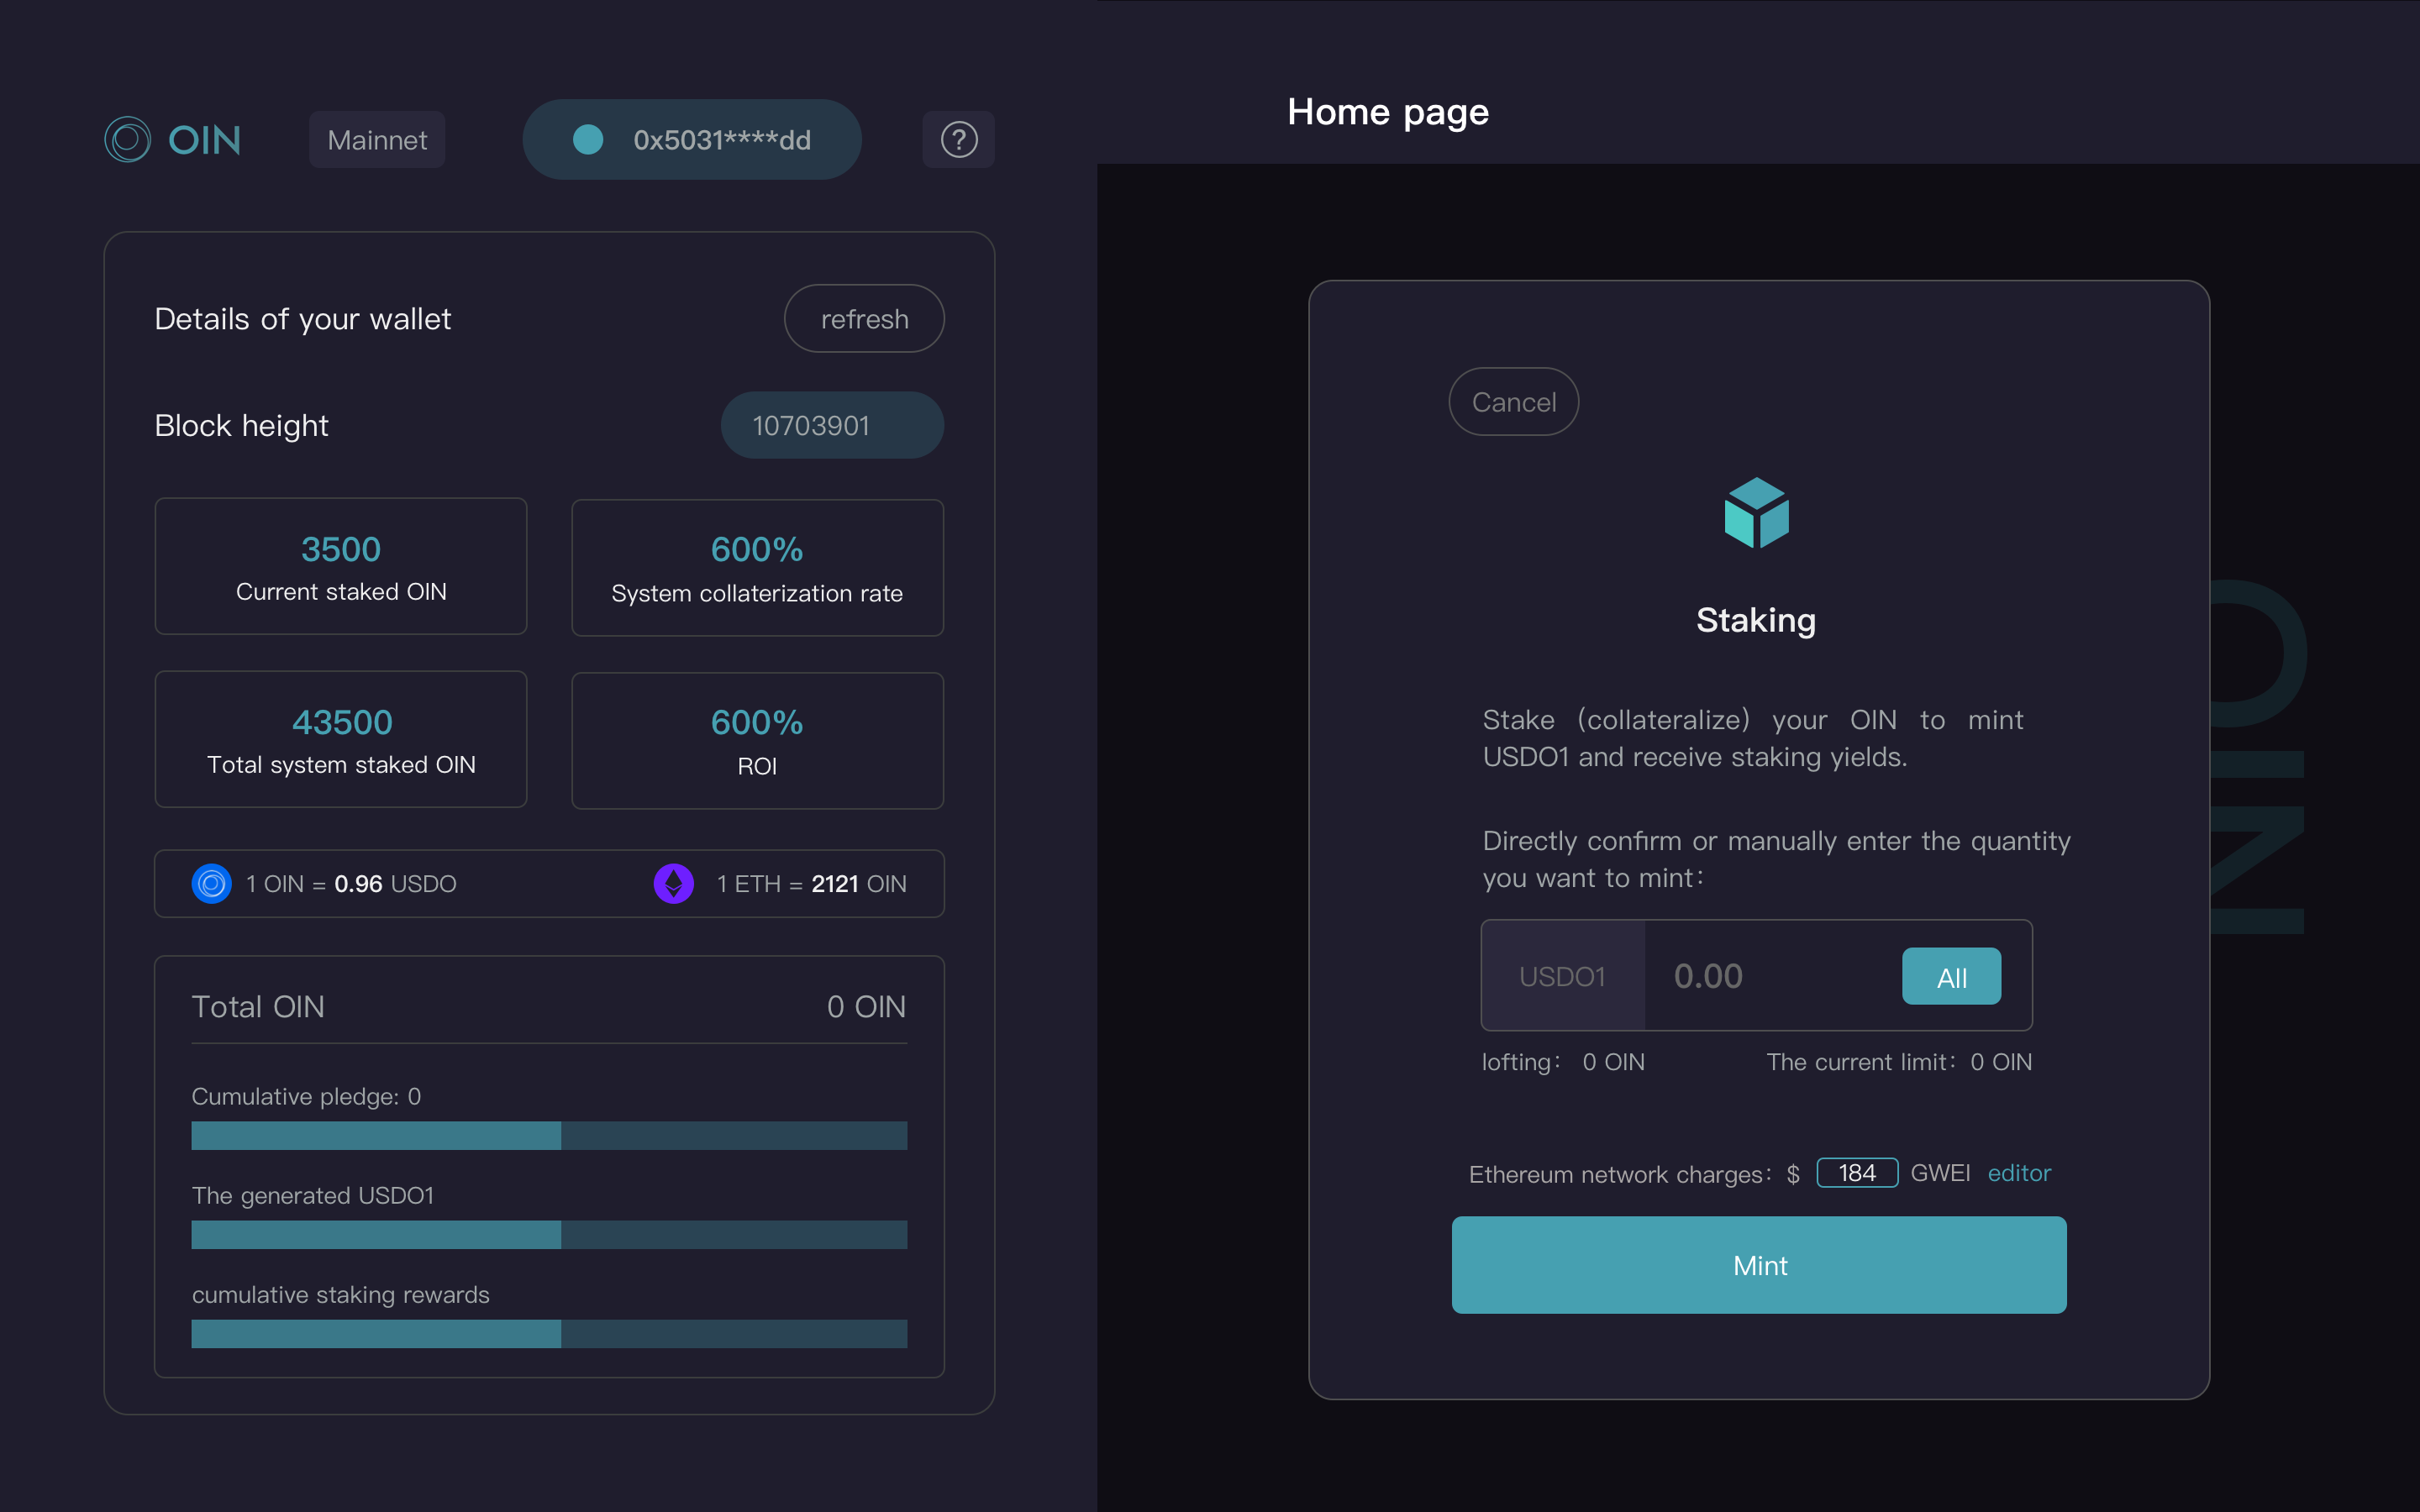 OIN
Mainnet
0x5031****dd
?
Details of your wallet
refresh
Block height
10703901
3500
Current staked OIN
600%
System collaterization rate
43500
Total system staked OIN
600%
ROI
1 OIN = 0.96 USDO
1 ETH = 2121 OIN
Total OIN
0 OIN
Cumulative pledge: 0
The generated USDO1
cumulative staking rewards
Home page
Cancel
Staking
Stake (collateralize) your OIN to mint
USDO1 and receive staking yields.
Directly confirm or manually enter the quantity
you want to mint:
USDO1
0.00
All
lofting: 0 OIN
The current limit: 0 OIN
Ethereum network charges: $ 184 GWEI editor
Mint
OIN